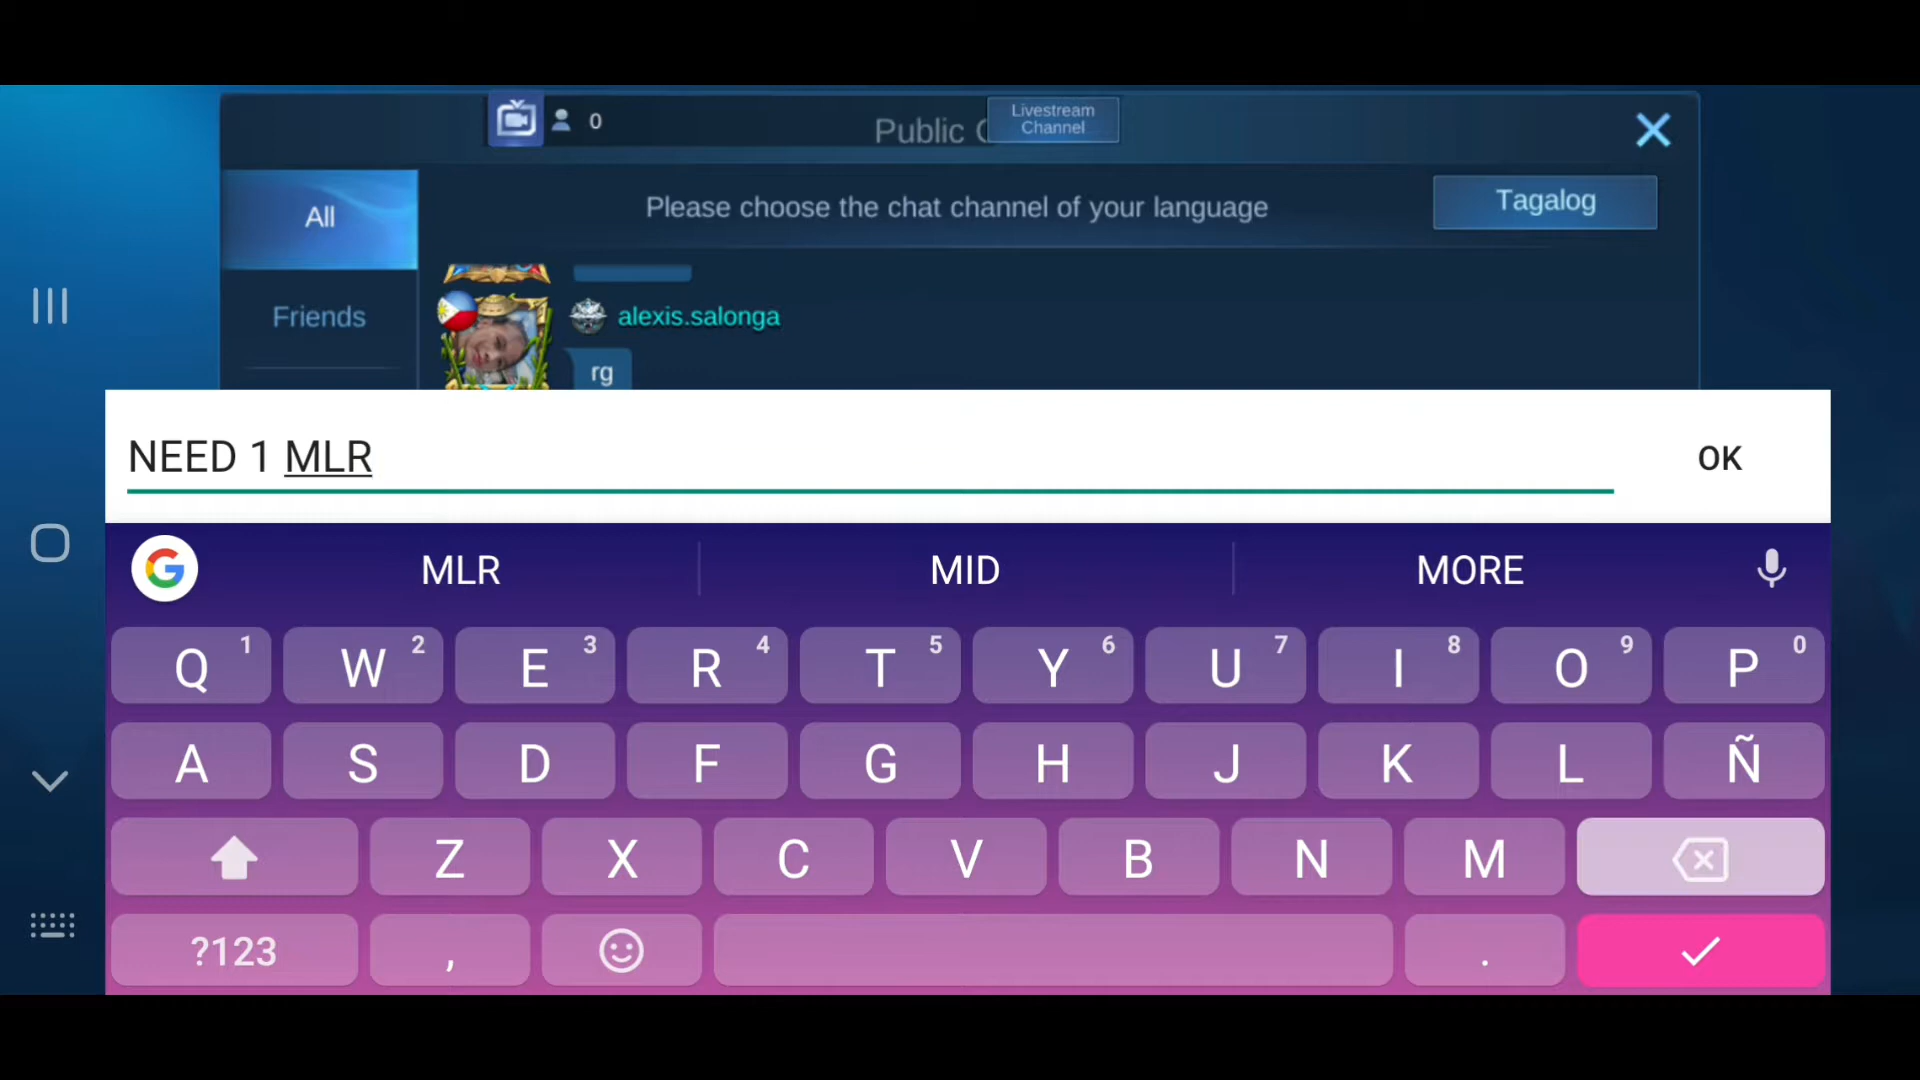 0
Public
Livestream
Channel
All
Please choose the chat channel of your language
Tagalog
Friends
alexis.salonga
rg
NEED 1 MLR
OK
MLR
MID
MORE
Q 1 W 2 E 3 R 4 T 5 Y 6 U 7 I 8 O 9 P 0
A S D F G H J K L Ñ
Z X C V B N M
?123 , .